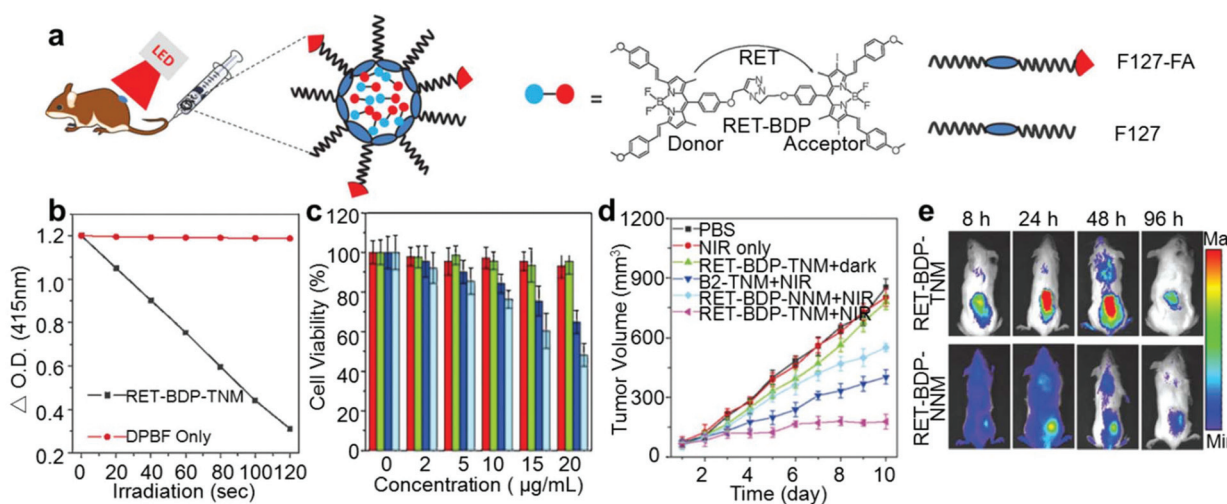 a
LED
RET
RET-BDP
Donor
Acceptor
F
B
F
N
N
O
N
N
N
O
N
B
N
F
F
I
I
O
O
O
O
=
F127-FA
F127
b
Δ O.D. (415nm)
1.2
1.0
0.8
0.6
0.4
0.2
RET-BDP-TNM
DPBF Only
0 20 40 60 80 100 120
Irradiation (sec)
c
Cell Viability (%)
120
100
80
60
40
20
0
0 2 5 10 15 20
Concentration ( µg/mL)
d
Tumor Volume (mm³)
1200
900
600
300
0
PBS
NIR only
RET-BDP-TNM+dark
B2-TNM+NIR
RET-BDP-NNM+NIR
RET-BDP-TNM+NIR
2 4 6 8 10
Time (day)
e
8 h 24 h 48 h 96 h
RET-BDP-
TNM
RET-BDP-
NNM
Ma
Min